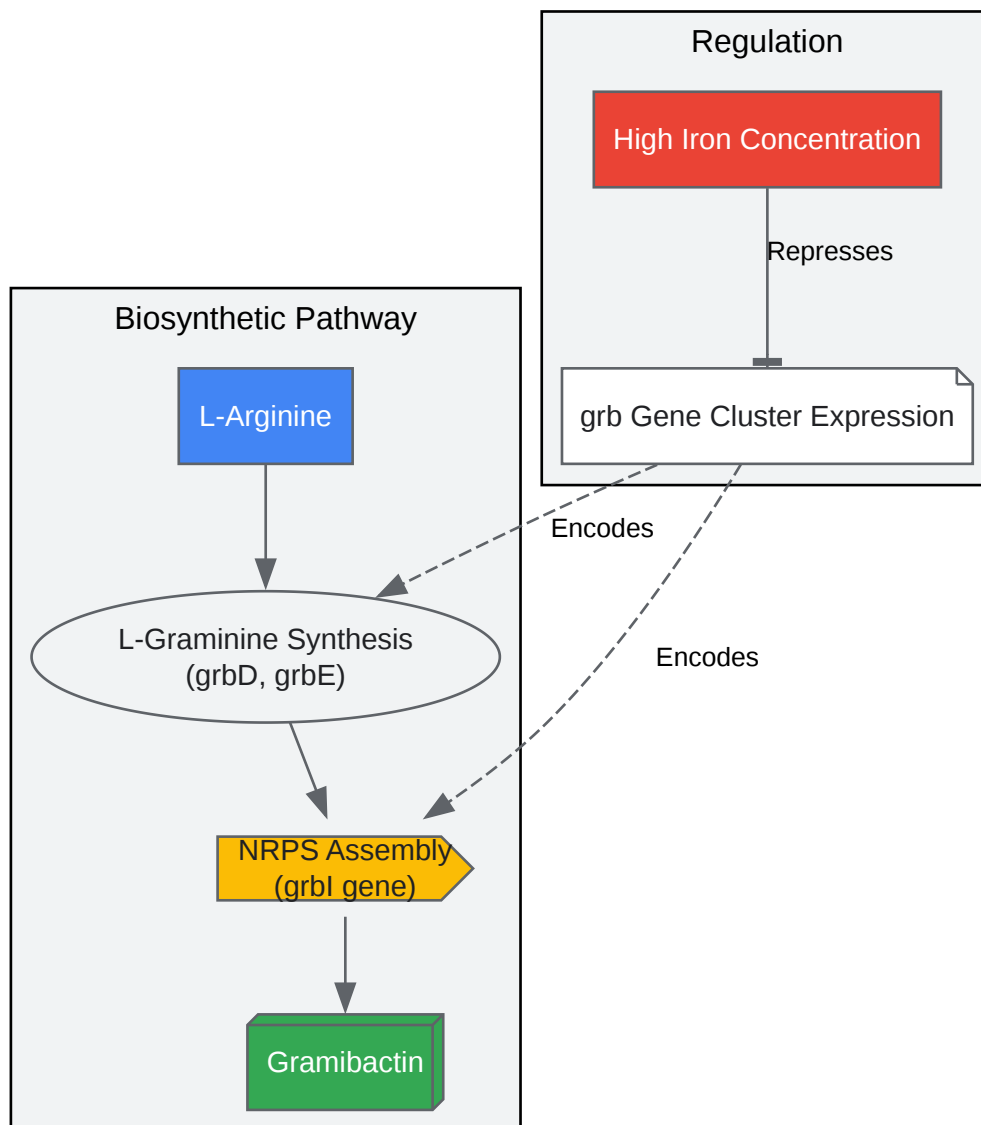 Regulation
High Iron Concentration
Represses
grb Gene Cluster Expression
Encodes
Encodes
Biosynthetic Pathway
L-Arginine
L-Graminine Synthesis
(grbD, grbE)
NRPS Assembly
(grbI gene)
Gramibactin